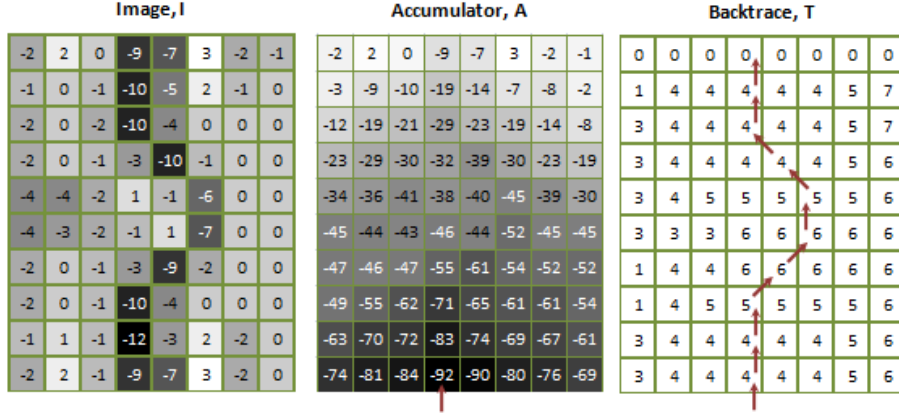 Image, I Accumulator, A Backtrace, T
-2 2 0 -9 -7 3 -2 -1 -2 2 0 -9 -7 3 -2 -1 0 0 0 0 0 0 0 0
-1 0 -1 -10 -5 2 -1 0 -3 -9 -10 -19 -14 -7 -8 -2 1 4 4 4 4 4 5 7
-2 0 -2 -10 -4 0 0 0 -12 -19 -21 -29 -23 -19 -14 -8 3 4 4 4 4 4 5 7
-2 0 -1 -3 -10 -1 0 0 -23 -29 -30 -32 -39 -30 -23 -19 3 4 4 4 4 4 5 6
-4 -4 -2 1 -1 -6 0 0 -34 -36 -41 -38 -40 -45 -39 -30 3 4 5 5 5 5 5 6
-4 -3 -2 -1 1 -7 0 0 -45 -44 -43 -46 -44 -52 -45 -45 3 3 3 6 6 6 6 6
-2 0 -1 -3 -9 -2 0 0 -47 -46 -47 -55 -61 -54 -52 -52 1 4 4 6 6 6 6 6
-2 0 -1 -10 -4 0 0 0 -49 -55 -62 -71 -65 -61 -61 -54 1 4 5 5 5 5 5 6
-1 1 -1 -12 -3 2 -2 0 -63 -70 -72 -83 -74 -69 -67 -61 3 4 4 4 4 4 5 6
-2 2 -1 -9 -7 3 -2 0 -74 -81 -84 -92 -90 -80 -76 -69 3 4 4 4 4 4 5 6